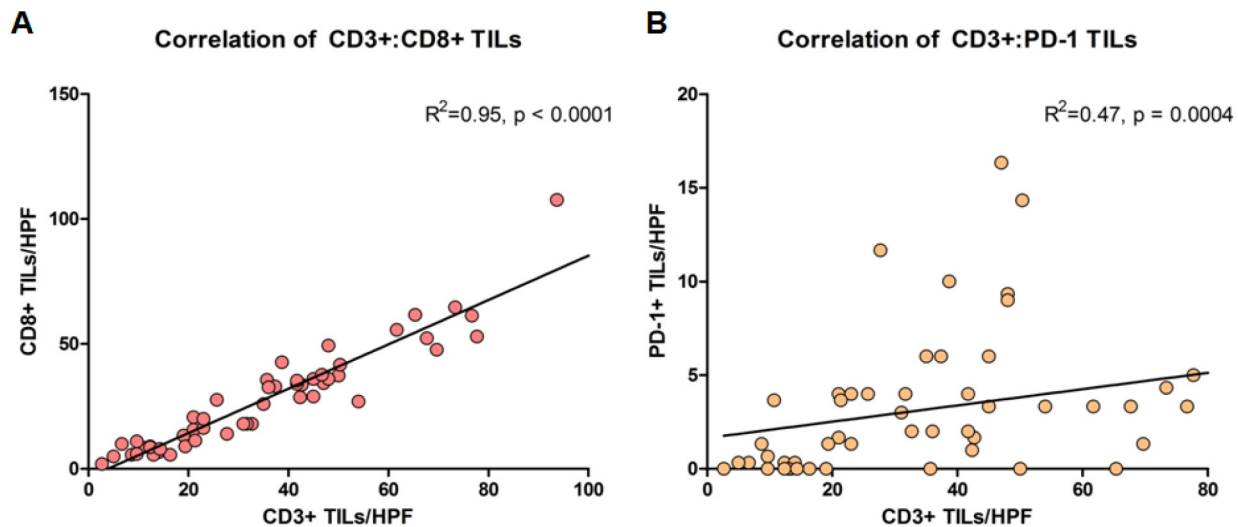 A
Correlation of CD3+:CD8+ TILs
R²=0.95, p < 0.0001
150
100
50
0
CD8+ TILs/HPF
0 20 40 60 80 100
CD3+ TILs/HPF
B
Correlation of CD3+:PD-1 TILs
R²=0.47, p = 0.0004
20
15
10
5
0
PD-1+ TILs/HPF
0 20 40 60 80
CD3+ TILs/HPF